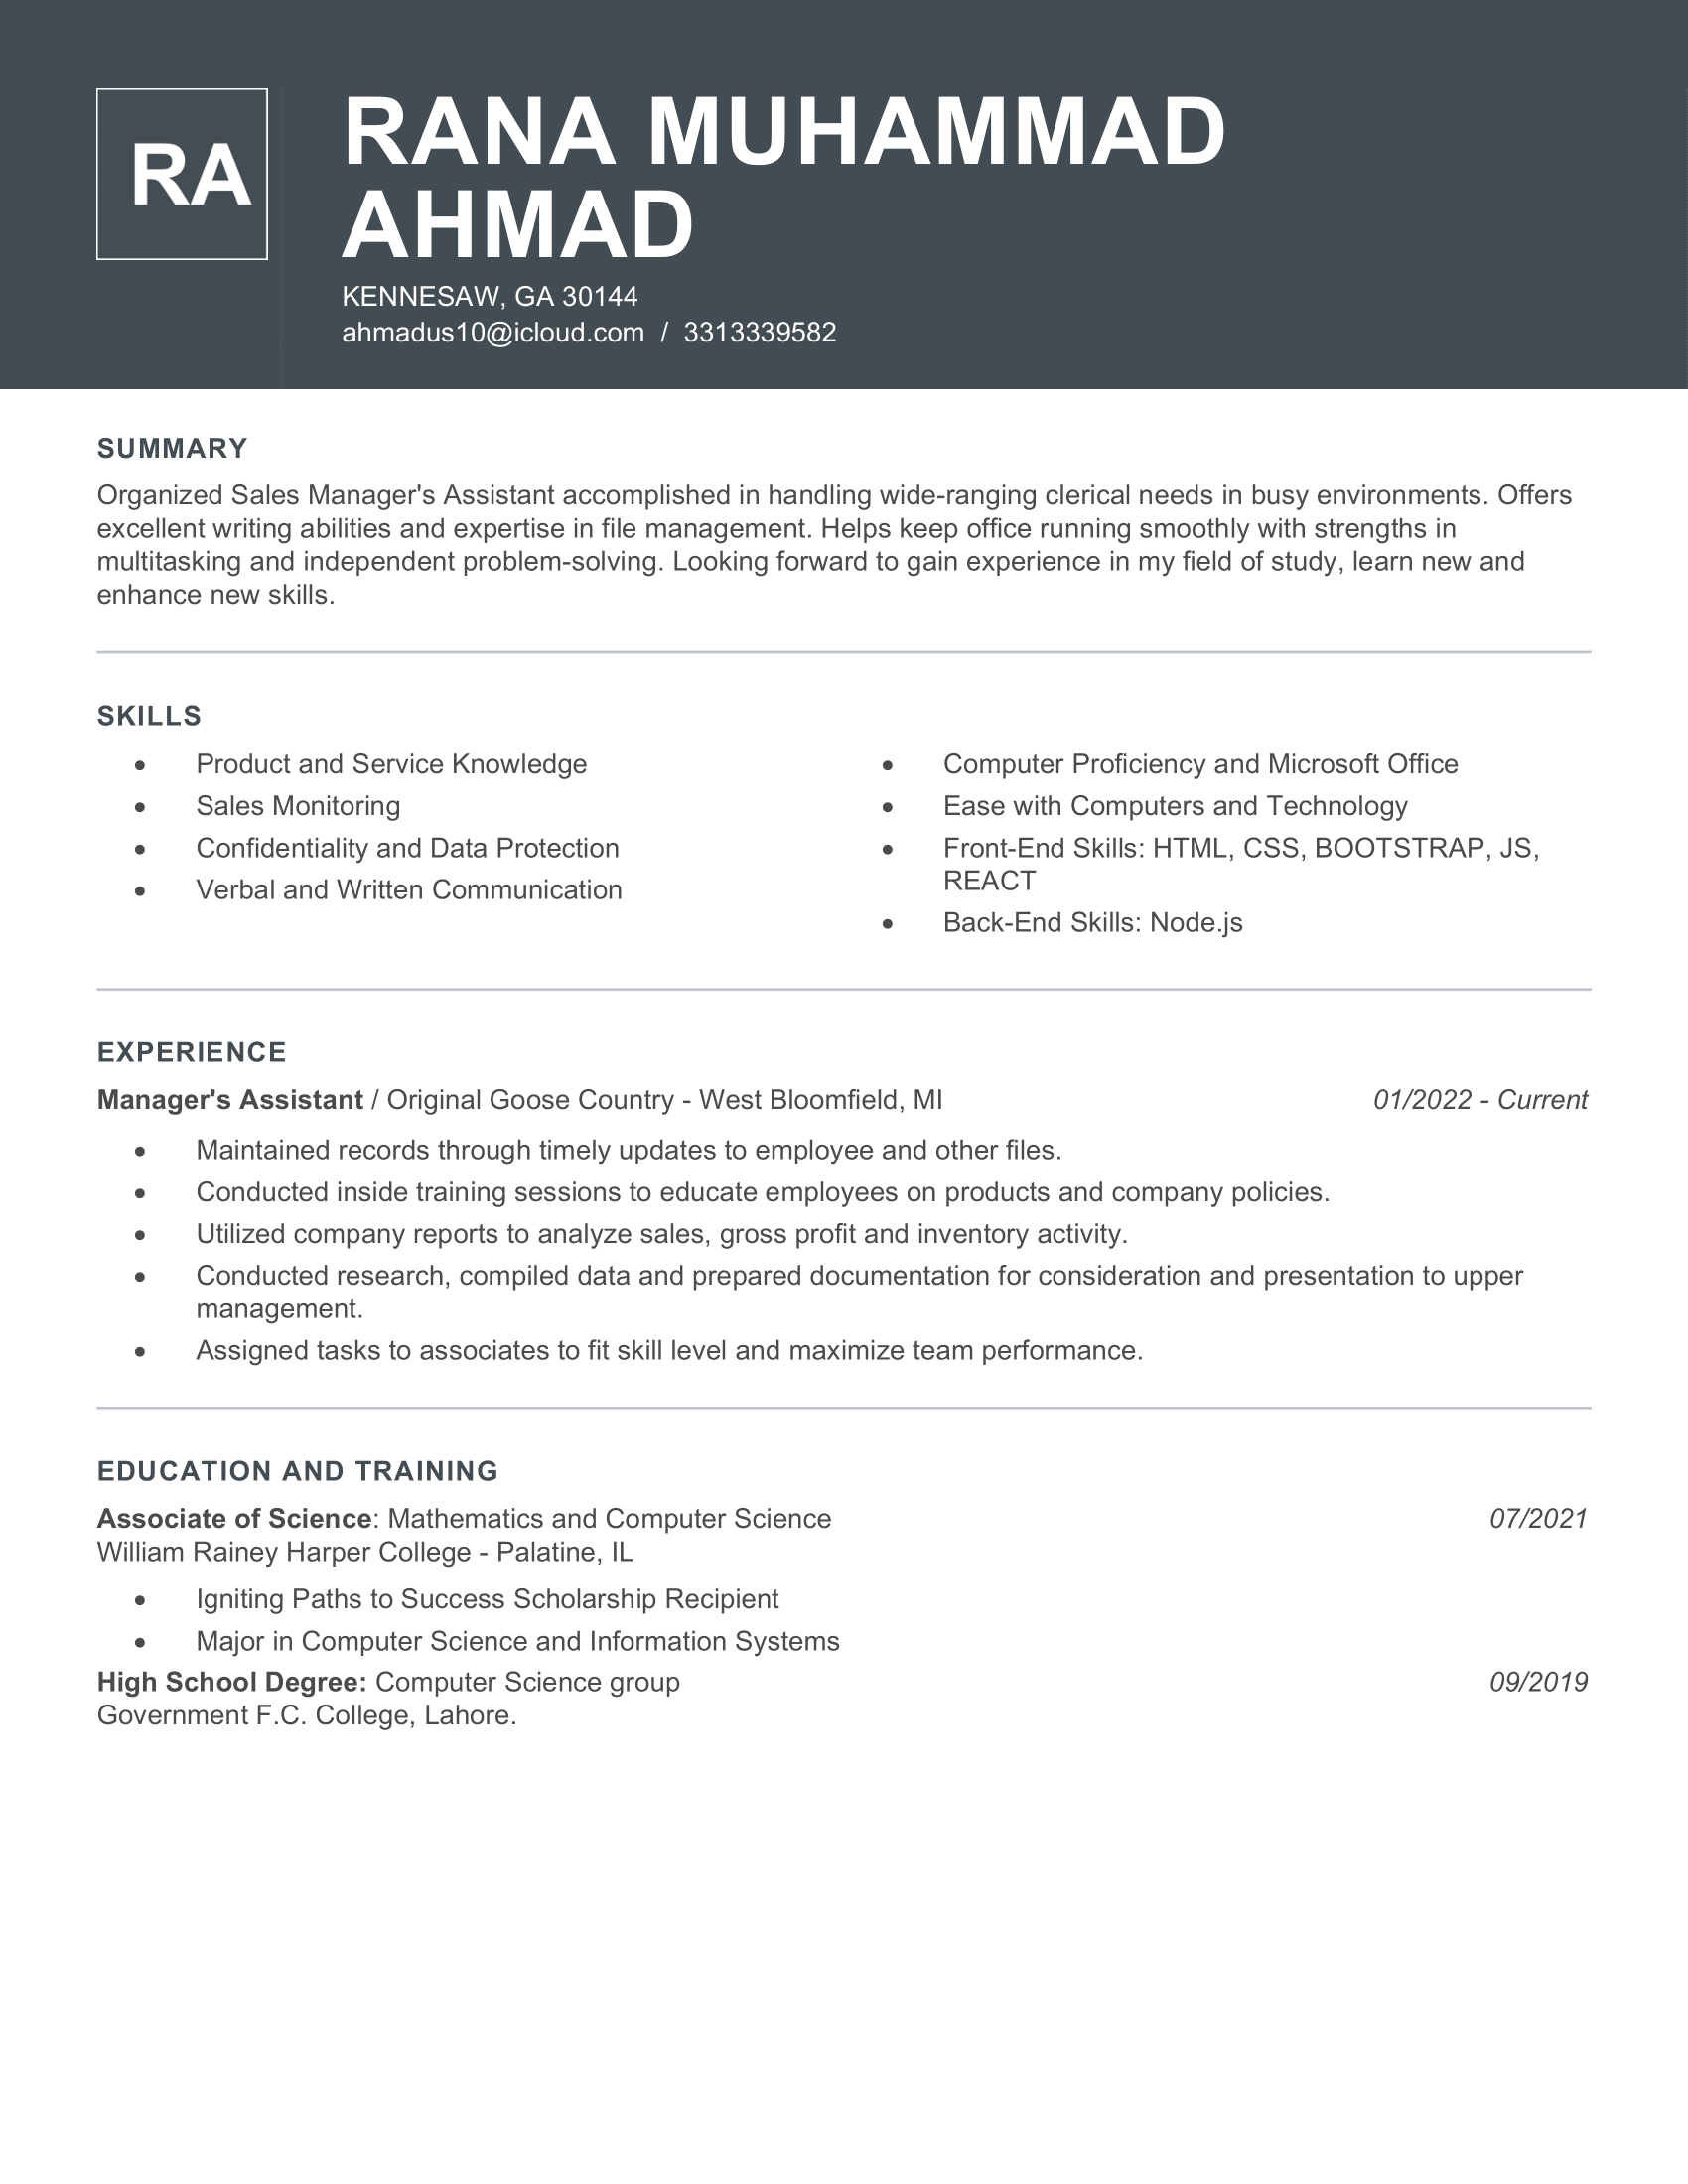 RA
RANA MUHAMMAD
AHMAD
KENNESAW, GA 30144
ahmadus10@icloud.com / 3313339582
SUMMARY
Organized Sales Manager's Assistant accomplished in handling wide-ranging clerical needs in busy environments. Offers
excellent writing abilities and expertise in file management. Helps keep office running smoothly with strengths in
multitasking and independent problem-solving. Looking forward to gain experience in my field of study, learn new and
enhance new skills.
SKILLS
• Product and Service Knowledge
• Sales Monitoring
• Confidentiality and Data Protection
• Verbal and Written Communication
• Computer Proficiency and Microsoft Office
• Ease with Computers and Technology
• Front-End Skills: HTML, CSS, BOOTSTRAP, JS,
REACT
• Back-End Skills: Node.js
EXPERIENCE
Manager's Assistant / Original Goose Country - West Bloomfield, MI 01/2022 - Current
• Maintained records through timely updates to employee and other files.
• Conducted inside training sessions to educate employees on products and company policies.
• Utilized company reports to analyze sales, gross profit and inventory activity.
• Conducted research, compiled data and prepared documentation for consideration and presentation to upper
management.
• Assigned tasks to associates to fit skill level and maximize team performance.
EDUCATION AND TRAINING
Associate of Science: Mathematics and Computer Science 07/2021
William Rainey Harper College - Palatine, IL
• Igniting Paths to Success Scholarship Recipient
• Major in Computer Science and Information Systems
High School Degree: Computer Science group 09/2019
Government F.C. College, Lahore.